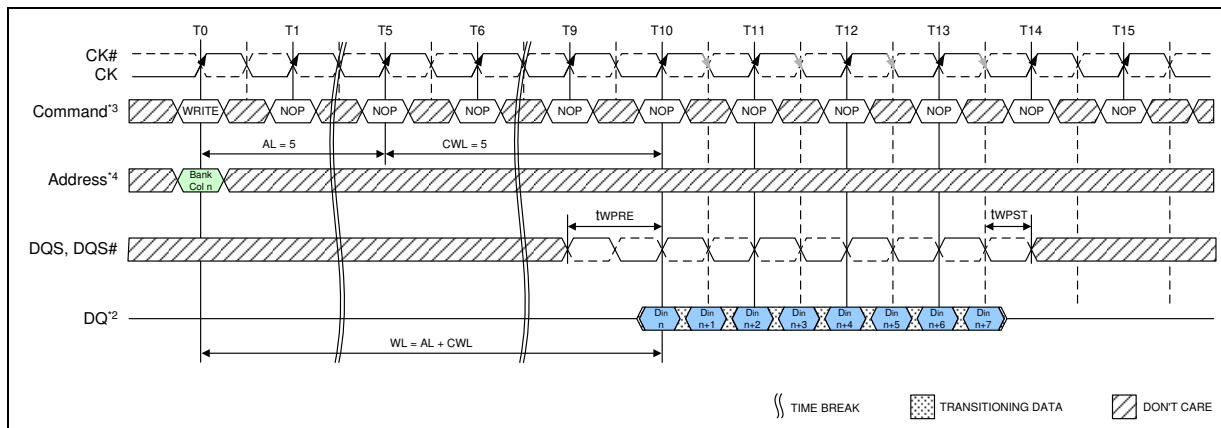 T0 T1 T5 T6 T9 T10 T11 T12 T13 T14 T15
CK#
CK
Command*3 WRITE NOP NOP NOP NOP NOP NOP NOP NOP NOP NOP
AL = 5 CWL = 5
Address*4 Bank
Col n
tWPRE tWPST
DQS, DQS#
DQ*2 Din n Din n+1 Din n+2 Din n+3 Din n+4 Din n+5 Din n+6 Din n+7
WL = AL + CWL
TIME BREAK TRANSITIONING DATA DON'T CARE